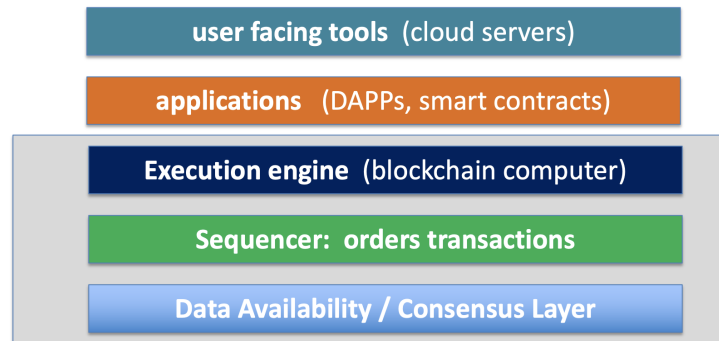 user facing tools (cloud servers)
applications (DAPPs, smart contracts)
Execution engine (blockchain computer)
Sequencer: orders transactions
Data Availability / Consensus Layer